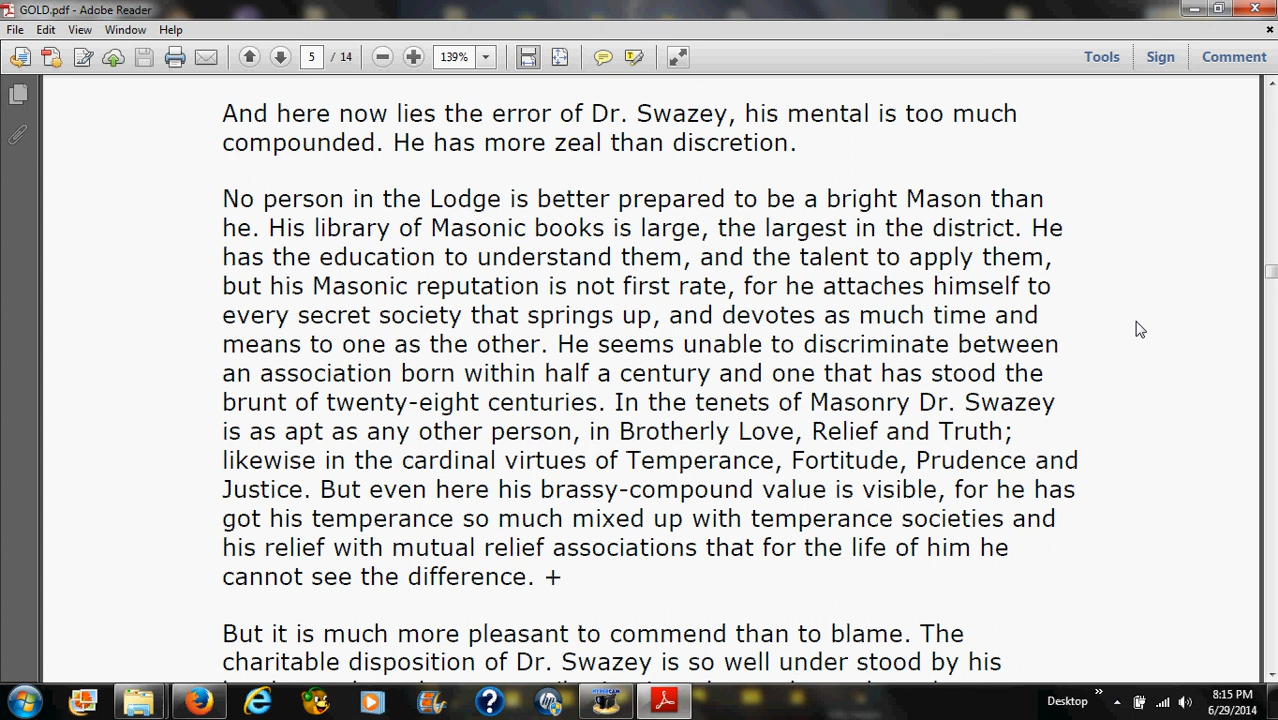 GOLD.pdf - Adobe Reader
File Edit View Window Help
5 / 14 139% Tools Sign Comment
And here now lies the error of Dr. Swazey, his mental is too much
compounded. He has more zeal than discretion.
No person in the Lodge is better prepared to be a bright Mason than
he. His library of Masonic books is large, the largest in the district. He
has the education to understand them, and the talent to apply them,
but his Masonic reputation is not first rate, for he attaches himself to
every secret society that springs up, and devotes as much time and
means to one as the other. He seems unable to discriminate between
an association born within half a century and one that has stood the
brunt of twenty-eight centuries. In the tenets of Masonry Dr. Swazey
is as apt as any other person, in Brotherly Love, Relief and Truth;
likewise in the cardinal virtues of Temperance, Fortitude, Prudence and
Justice. But even here his brassy-compound value is visible, for he has
got his temperance so much mixed up with temperance societies and
his relief with mutual relief associations that for the life of him he
cannot see the difference. +
But it is much more pleasant to commend than to blame. The
charitable disposition of Dr. Swazey is so well under stood by his
Desktop 8:15 PM
6/29/2014